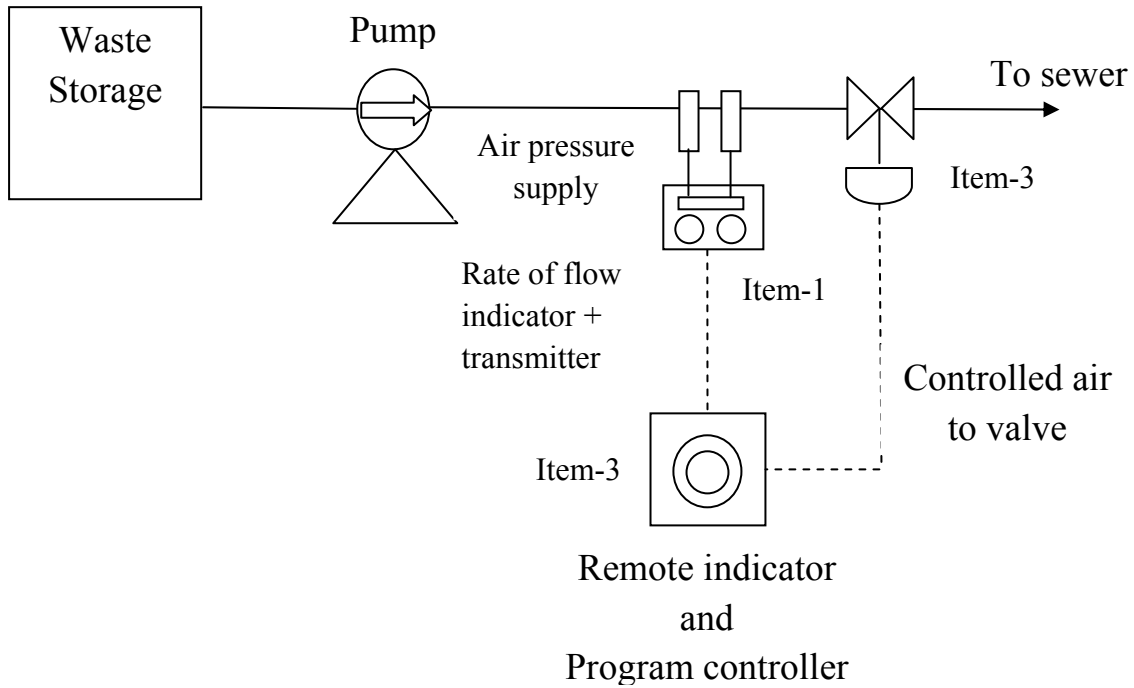 Waste
Storage
Pump
To sewer
Air pressure
supply
Item-3
Rate of flow
indicator +
transmitter
Item-1
Controlled air
to valve
Item-3
Remote indicator
and
Program controller